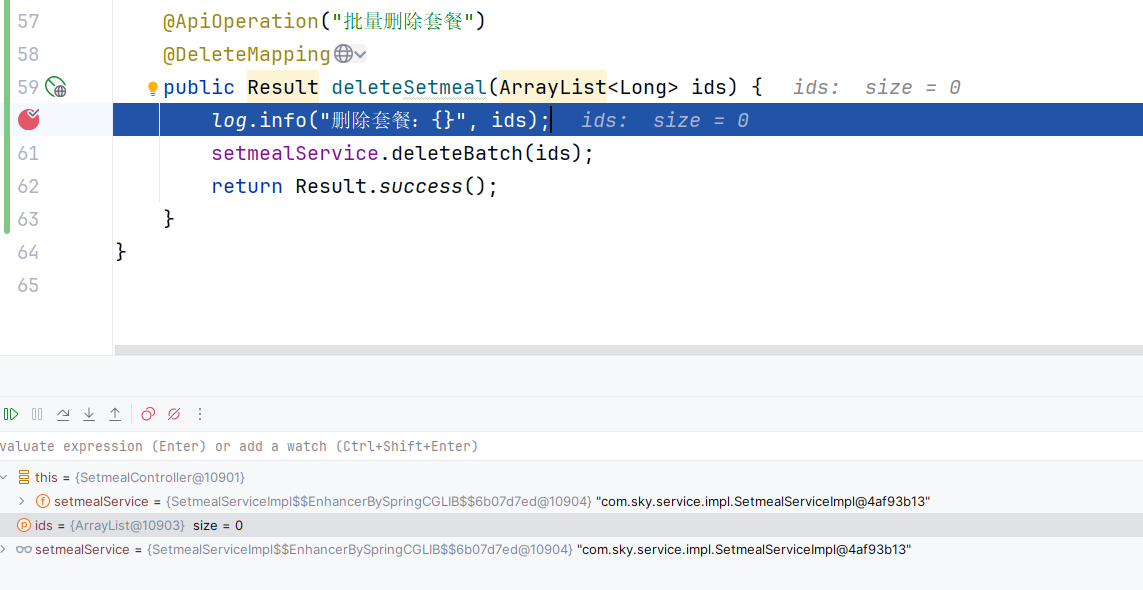 57 @ApiOperation("批量删除套餐")
58 @DeleteMapping
59 public Result deleteSetmeal(ArrayList<Long> ids) { ids: size = 0
log.info("删除套餐：{}", ids); ids: size = 0
61 setmealService.deleteBatch(ids);
62 return Result.success();
63 }
64 }
65
valuate expression (Enter) or add a watch (Ctrl+Shift+Enter)
this = {SetmealController@10901}
f setmealService = {SetmealServiceImpl$$EnhancerBySpringCGLIB$$6b07d7ed@10904} "com.sky.service.impl.SetmealServiceImpl@4af93b13"
p ids = {ArrayList@10903} size = 0
setmealService = {SetmealServiceImpl$$EnhancerBySpringCGLIB$$6b07d7ed@10904} "com.sky.service.impl.SetmealServiceImpl@4af93b13"